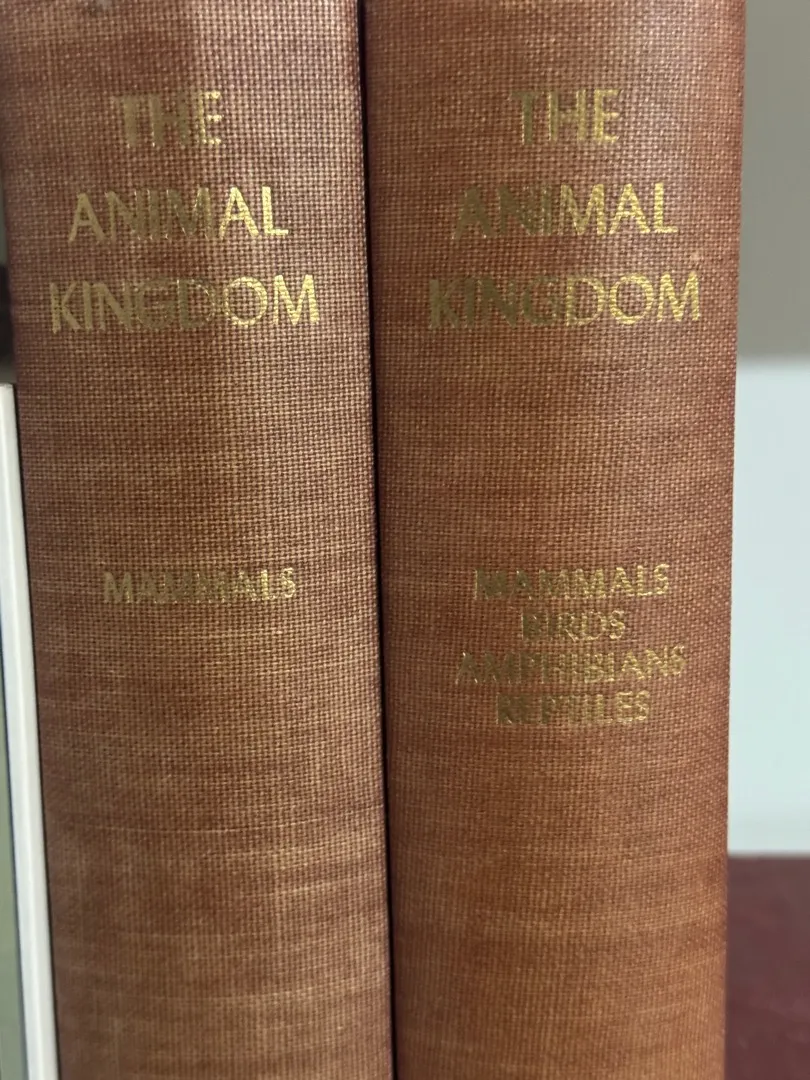 THE
ANIMAL
KINGDOM
MAMMALS
THE
ANIMAL
KINGDOM
MAMMALS
BIRDS
AMPHIBIANS
REPTILES